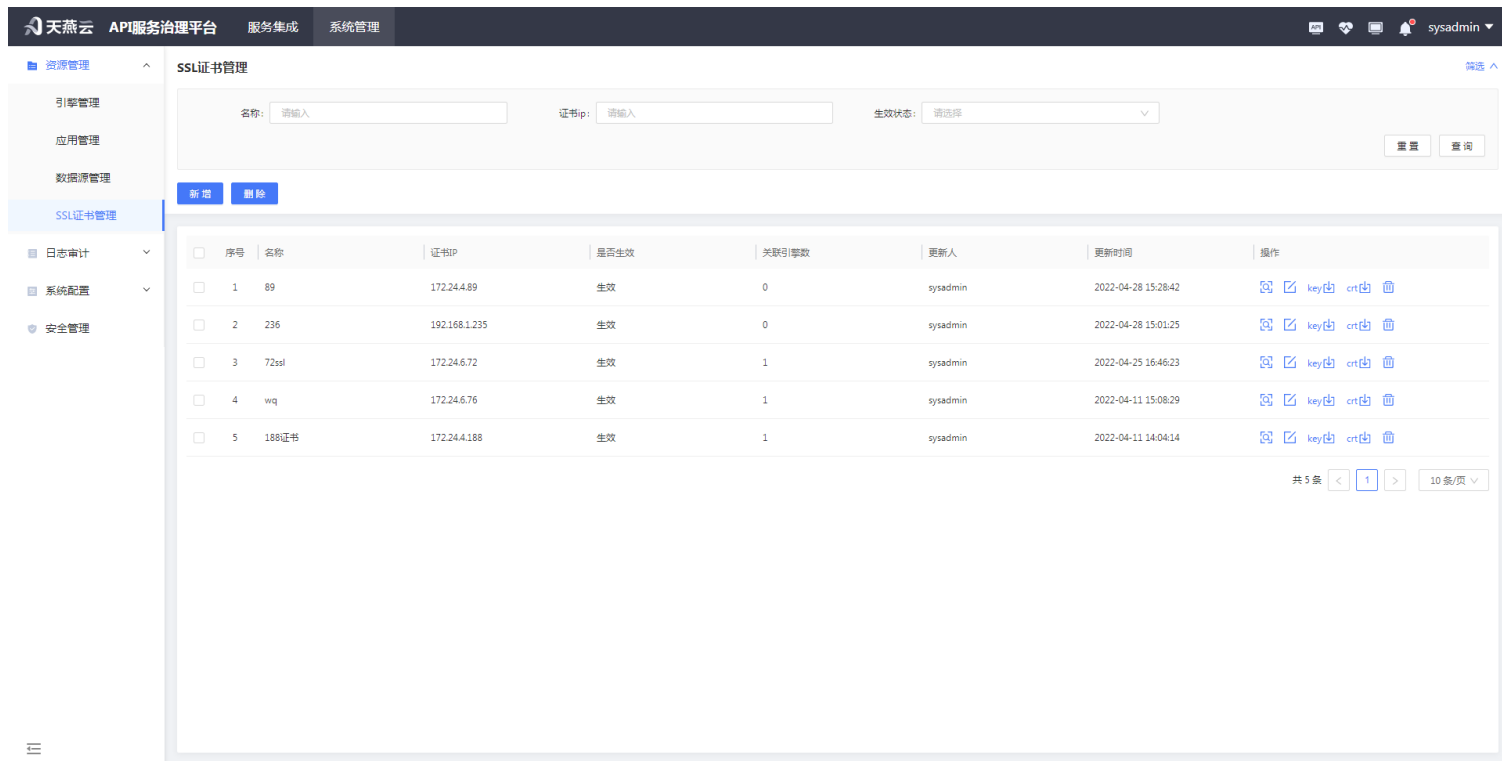 天燕云 API服务治理平台 服务集成 系统管理 API sysadmin
资源管理
引擎管理
应用管理
数据源管理
SSL证书管理
日志审计
系统配置
安全管理
SSL证书管理 筛选
名称: 请输入 证书ip: 请输入 生效状态: 请选择
重置 查询
新增 删除
序号 名称 证书IP 是否生效 关联引擎数 更新人 更新时间 操作
1 89 172.24.4.89 生效 0 sysadmin 2022-04-28 15:28:42 key crt
2 236 192.168.1.235 生效 0 sysadmin 2022-04-28 15:01:25 key crt
3 72ssl 172.24.6.72 生效 1 sysadmin 2022-04-25 16:46:23 key crt
4 wq 172.24.6.76 生效 1 sysadmin 2022-04-11 15:08:29 key crt
5 188证书 172.24.4.188 生效 1 sysadmin 2022-04-11 14:04:14 key crt
共 5 条 1 10 条/页